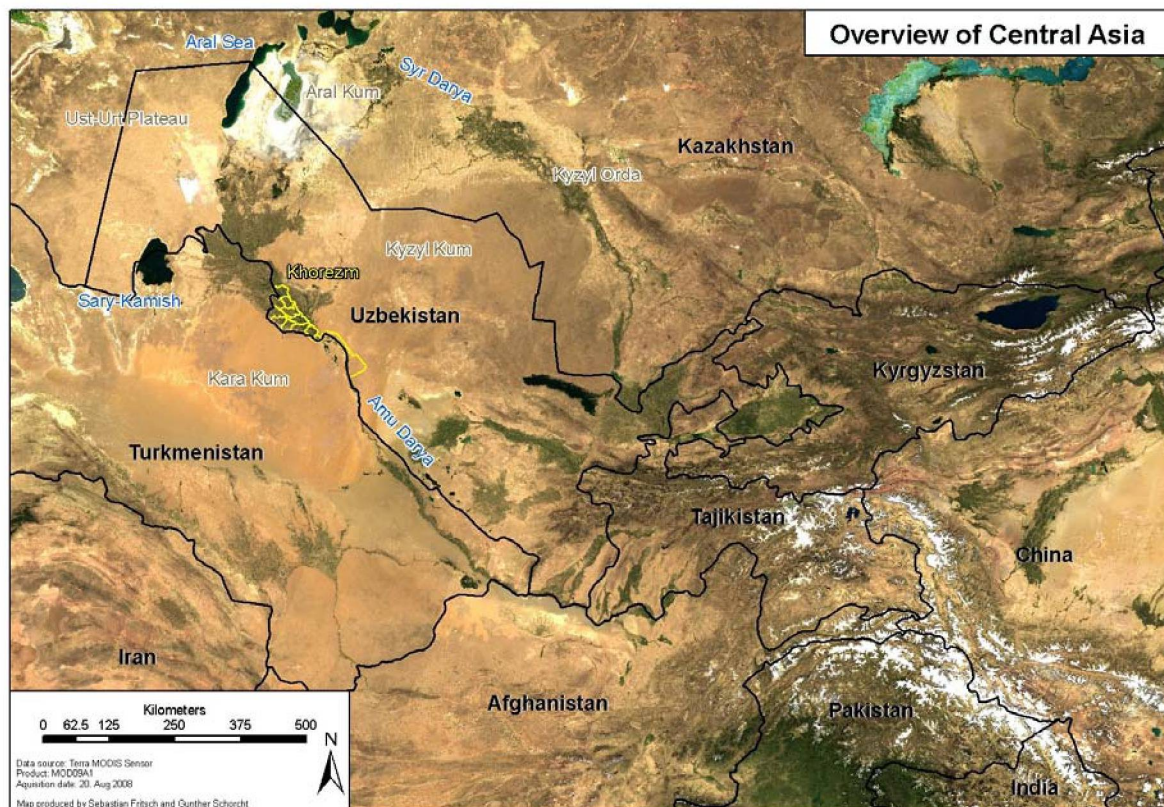 Overview of Central Asia
Aral Sea
Syr Darya
Aral Kum
Ust-Urt Plateau
Kazakhstan
Kyzyl Orda
Kyzyl Kum
Khorezm
Sary-Kamish
Uzbekistan
Kara Kum
Kyrgyzstan
Amu Darya
Turkmenistan
Tajikistan
China
Iran
Afghanistan
Pakistan
India
Kilometers
0 62.5 125 250 375 500
N
Data source: Terra MODIS Sensor
Product: MOD09A1
Aquisition date: 20. Aug 2008
Map produced by Sebastian Fritsch and Gunther Schorcht